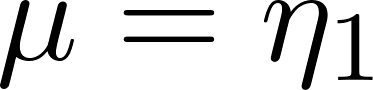 μ = η₁